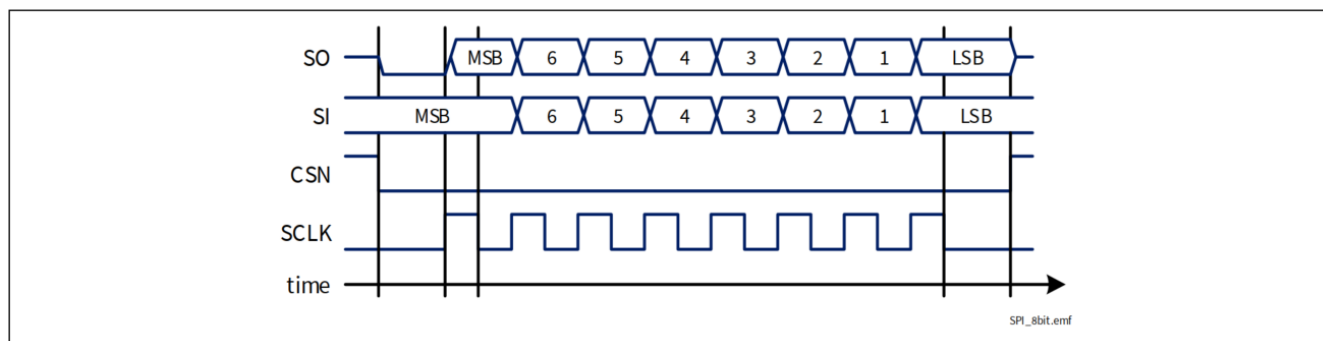 SO MSB 6 5 4 3 2 1 LSB
SI MSB 6 5 4 3 2 1 LSB
CSN
SCLK
time
SPI_8bit.emf